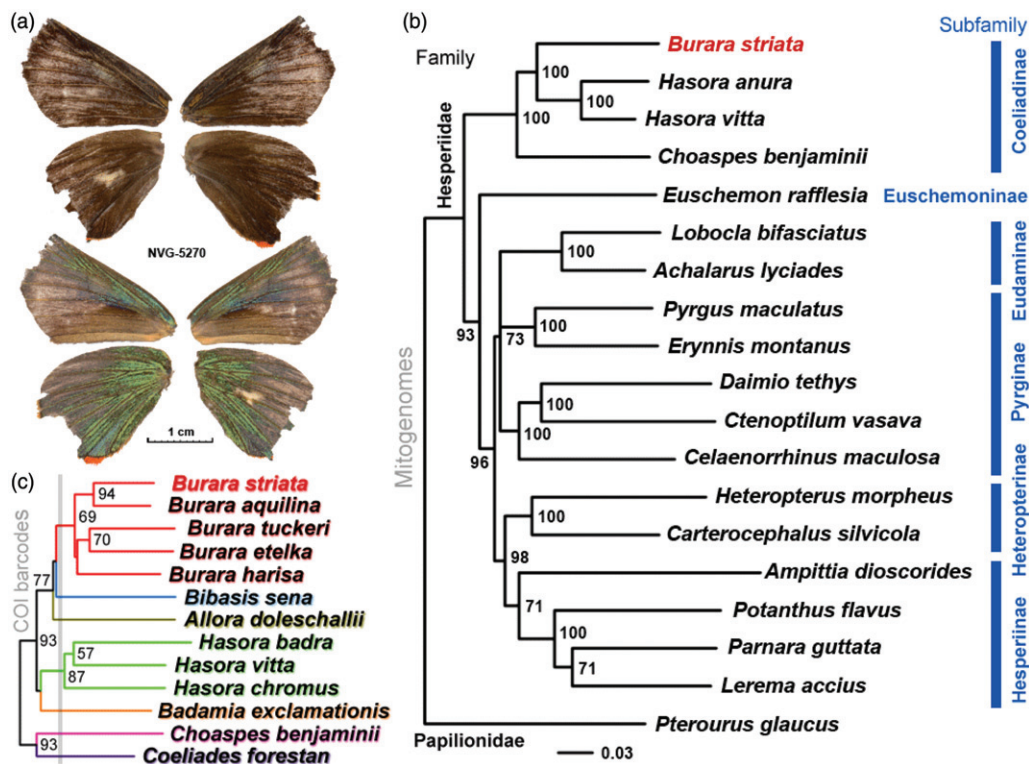 (a)
NVG-5270
1 cm
(b)
Family
Subfamily
Mitogenomes
Hesperiidae
Burara striata
Hasora anura
Hasora vitta
Choaspes benjaminii
Euschemon rafflesia
Lobocla bifasciatus
Achalarus lyciades
Pyrgus maculatus
Erynnis montanus
Daimio tethys
Ctenoptilum vasava
Celaenorrhinus maculosa
Heteropterus morpheus
Carterocephalus silvicola
Ampittia dioscorides
Potanthus flavus
Parnara guttata
Lerema accius
Pterourus glaucus
Papilionidae
0.03
100
100
100
100
93
73
100
100
100
96
100
98
71
100
71
Coeliadinae
Euschemoninae
Eudaminae
Pyrginae
Heteropterinae
Hesperiinae
(c)
COI barcodes
Burara striata
Burara aquilina
Burara tuckeri
Burara etelka
Burara harisa
Bibasis sena
Allora doleschallii
Hasora badra
Hasora vitta
Hasora chromus
Badamia exclamationis
Choaspes benjaminii
Coeliades forestan
94
69
70
77
93
57
87
93